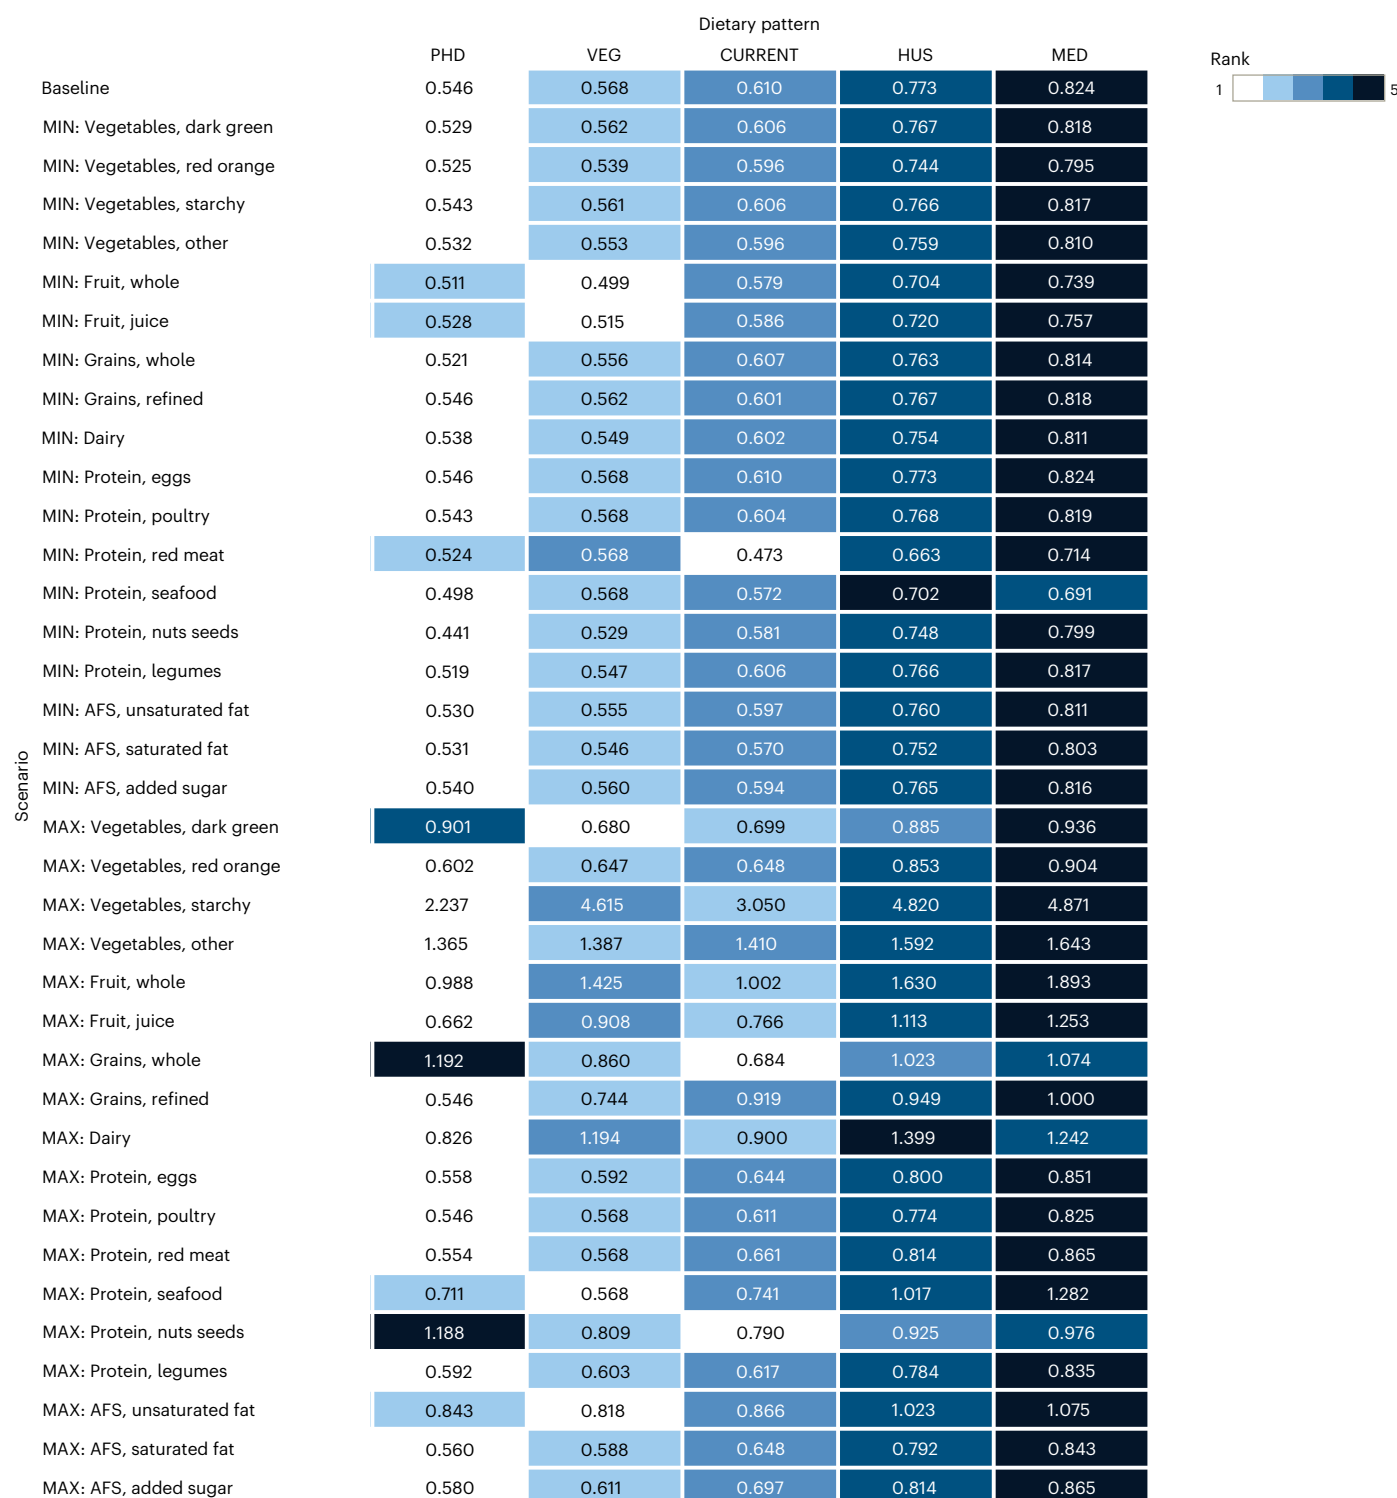 Dietary pattern
PHD VEG CURRENT HUS MED
Rank
1 5
Scenario
Baseline 0.546 0.568 0.610 0.773 0.824
MIN: Vegetables, dark green 0.529 0.562 0.606 0.767 0.818
MIN: Vegetables, red orange 0.525 0.539 0.596 0.744 0.795
MIN: Vegetables, starchy 0.543 0.561 0.606 0.766 0.817
MIN: Vegetables, other 0.532 0.553 0.596 0.759 0.810
MIN: Fruit, whole 0.511 0.499 0.579 0.704 0.739
MIN: Fruit, juice 0.528 0.515 0.586 0.720 0.757
MIN: Grains, whole 0.521 0.556 0.607 0.763 0.814
MIN: Grains, refined 0.546 0.562 0.601 0.767 0.818
MIN: Dairy 0.538 0.549 0.602 0.754 0.811
MIN: Protein, eggs 0.546 0.568 0.610 0.773 0.824
MIN: Protein, poultry 0.543 0.568 0.604 0.768 0.819
MIN: Protein, red meat 0.524 0.568 0.473 0.663 0.714
MIN: Protein, seafood 0.498 0.568 0.572 0.702 0.691
MIN: Protein, nuts seeds 0.441 0.529 0.581 0.748 0.799
MIN: Protein, legumes 0.519 0.547 0.606 0.766 0.817
MIN: AFS, unsaturated fat 0.530 0.555 0.597 0.760 0.811
MIN: AFS, saturated fat 0.531 0.546 0.570 0.752 0.803
MIN: AFS, added sugar 0.540 0.560 0.594 0.765 0.816
MAX: Vegetables, dark green 0.901 0.680 0.699 0.885 0.936
MAX: Vegetables, red orange 0.602 0.647 0.648 0.853 0.904
MAX: Vegetables, starchy 2.237 4.615 3.050 4.820 4.871
MAX: Vegetables, other 1.365 1.387 1.410 1.592 1.643
MAX: Fruit, whole 0.988 1.425 1.002 1.630 1.893
MAX: Fruit, juice 0.662 0.908 0.766 1.113 1.253
MAX: Grains, whole 1.192 0.860 0.684 1.023 1.074
MAX: Grains, refined 0.546 0.744 0.919 0.949 1.000
MAX: Dairy 0.826 1.194 0.900 1.399 1.242
MAX: Protein, eggs 0.558 0.592 0.644 0.800 0.851
MAX: Protein, poultry 0.546 0.568 0.611 0.774 0.825
MAX: Protein, red meat 0.554 0.568 0.661 0.814 0.865
MAX: Protein, seafood 0.711 0.568 0.741 1.017 1.282
MAX: Protein, nuts seeds 1.188 0.809 0.790 0.925 0.976
MAX: Protein, legumes 0.592 0.603 0.617 0.784 0.835
MAX: AFS, unsaturated fat 0.843 0.818 0.866 1.023 1.075
MAX: AFS, saturated fat 0.560 0.588 0.648 0.792 0.843
MAX: AFS, added sugar 0.580 0.611 0.697 0.814 0.865